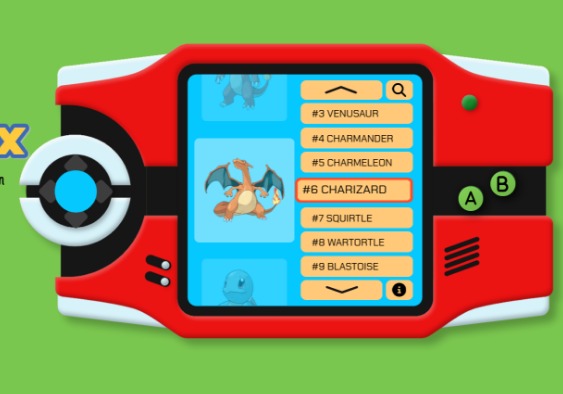 x
n
#3 VENUSAUR
#4 CHARMANDER
#5 CHARMELEON
#6 CHARIZARD
#7 SQUIRTLE
#8 WARTORTLE
#9 BLASTOISE
i
A
B